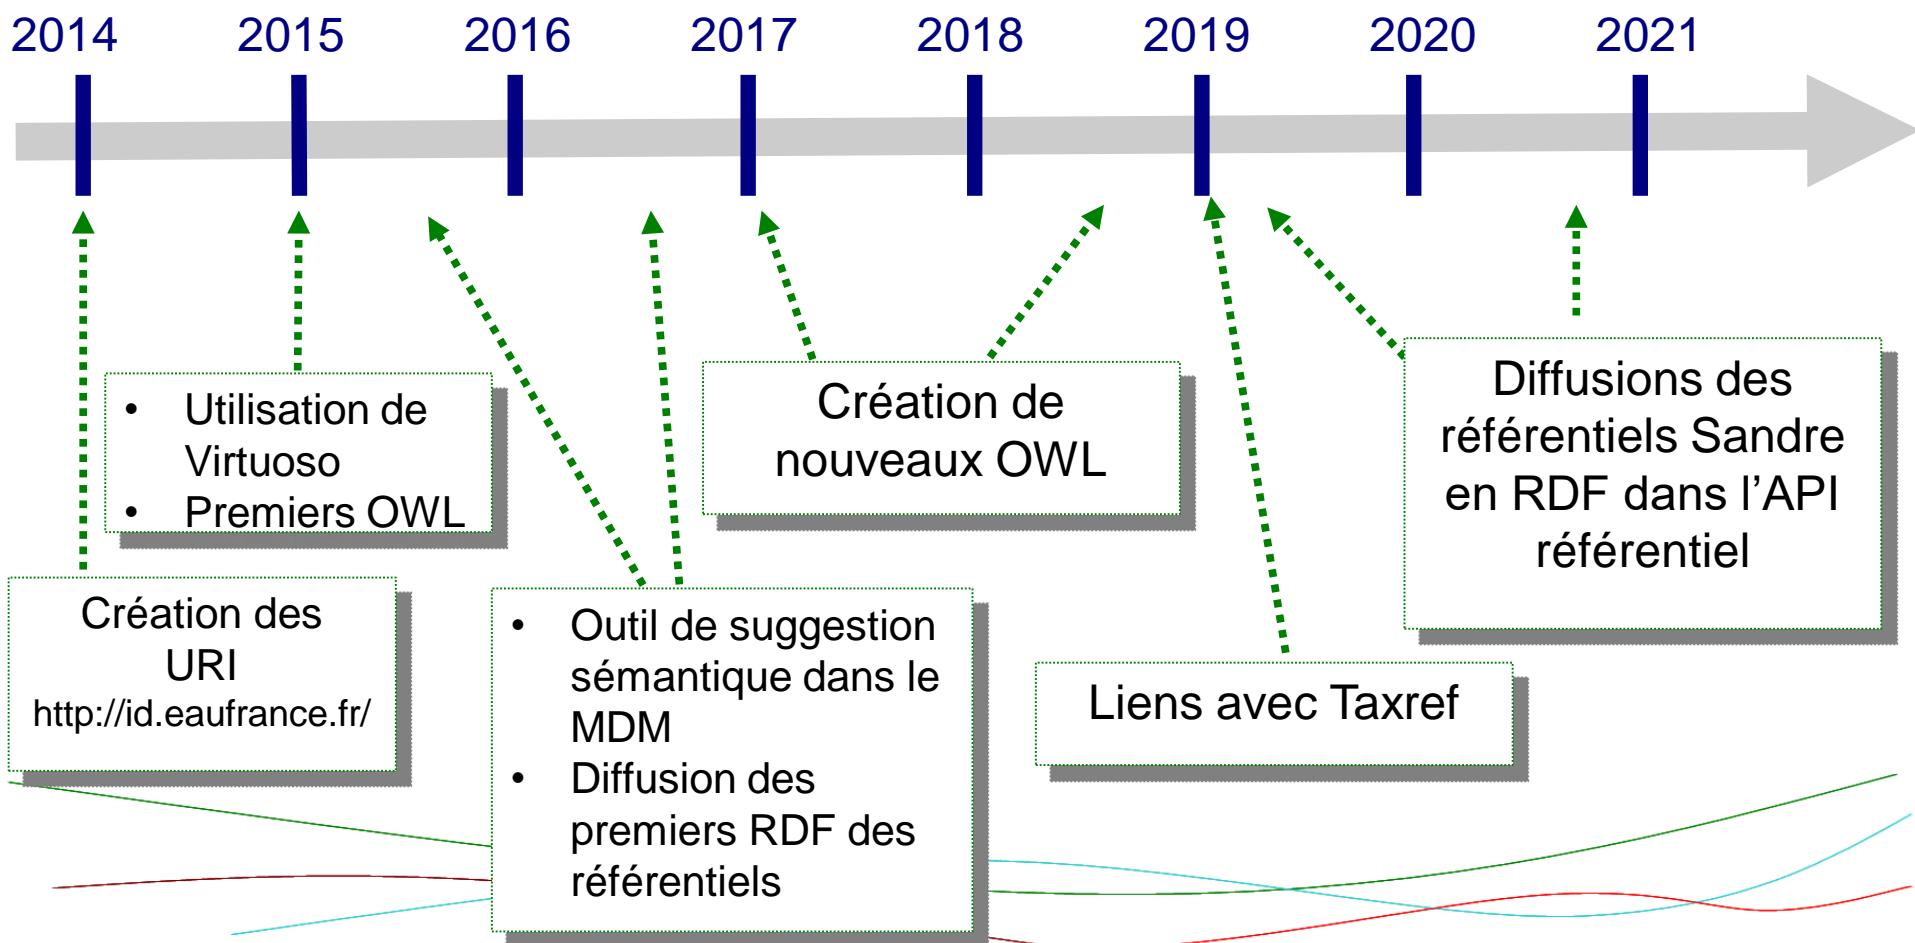 2014 2015 2016 2017 2018 2019 2020 2021
• Utilisation de
Virtuoso
• Premiers OWL
Création des
URI
http://id.eaufrance.fr/
• Outil de suggestion
sémantique dans le
MDM
• Diffusion des
premiers RDF des
référentiels
Création de
nouveaux OWL
Liens avec Taxref
Diffusions des
référentiels Sandre
en RDF dans l’API
référentiel